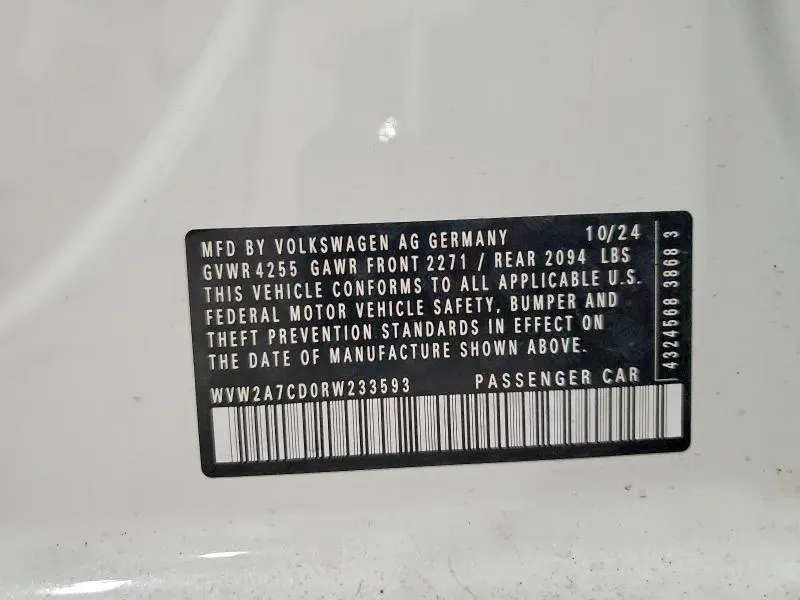 MFD BY VOLKSWAGEN AG GERMANY 10/24
GVWR 4255 GAWR FRONT 2271 / REAR 2094 LBS
THIS VEHICLE CONFORMS TO ALL APPLICABLE U.S.
FEDERAL MOTOR VEHICLE SAFETY, BUMPER AND
THEFT PREVENTION STANDARDS IN EFFECT ON
THE DATE OF MANUFACTURE SHOWN ABOVE.
WVW2A7CD0RW233593 PASSENGER CAR
4324568 3868 3